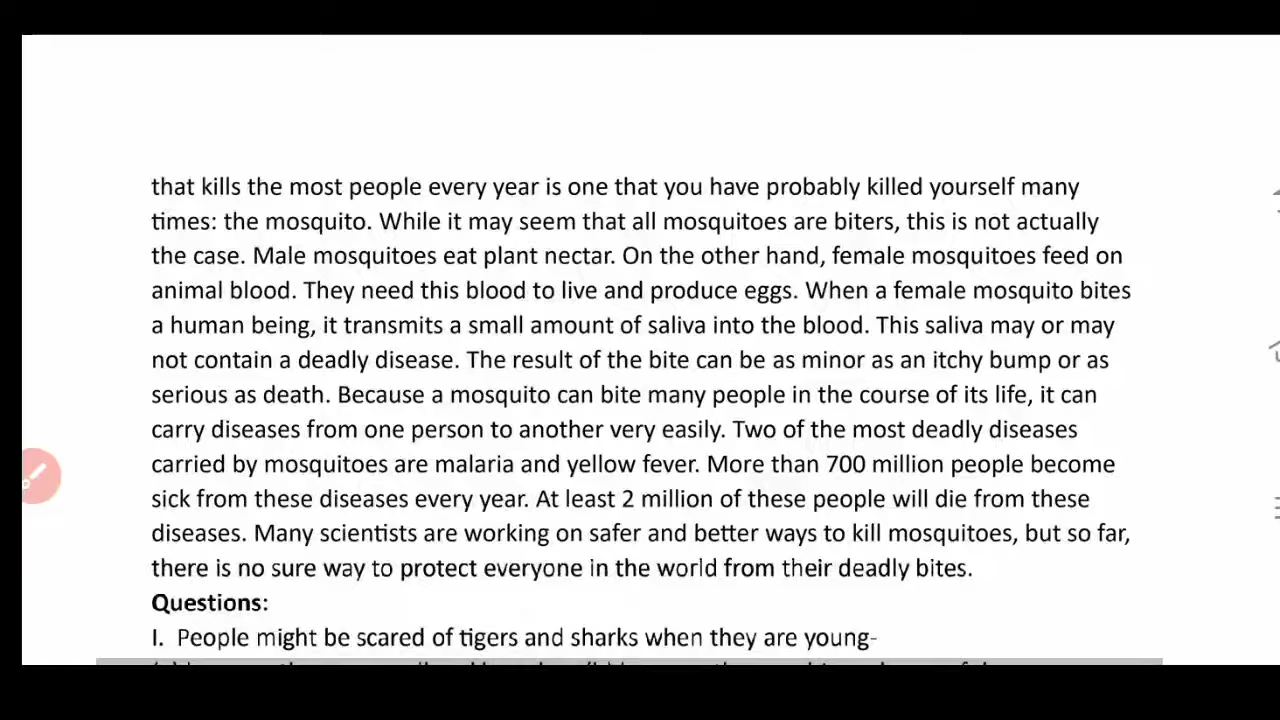 that kills the most people every year is one that you have probably killed yourself many
times: the mosquito. While it may seem that all mosquitoes are biters, this is not actually
the case. Male mosquitoes eat plant nectar. On the other hand, female mosquitoes feed on
animal blood. They need this blood to live and produce eggs. When a female mosquito bites
a human being, it transmits a small amount of saliva into the blood. This saliva may or may
not contain a deadly disease. The result of the bite can be as minor as an itchy bump or as
serious as death. Because a mosquito can bite many people in the course of its life, it can
carry diseases from one person to another very easily. Two of the most deadly diseases
carried by mosquitoes are malaria and yellow fever. More than 700 million people become
sick from these diseases every year. At least 2 million of these people will die from these
diseases. Many scientists are working on safer and better ways to kill mosquitoes, but so far,
there is no sure way to protect everyone in the world from their deadly bites.
Questions:
I. People might be scared of tigers and sharks when they are young-